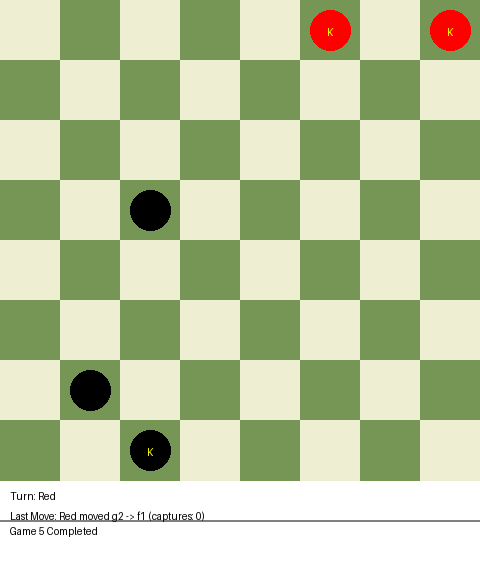 K
K
K
Turn: Red
Last Move: Red moved g2 -> f1 (captures: 0)
Game 5 Completed